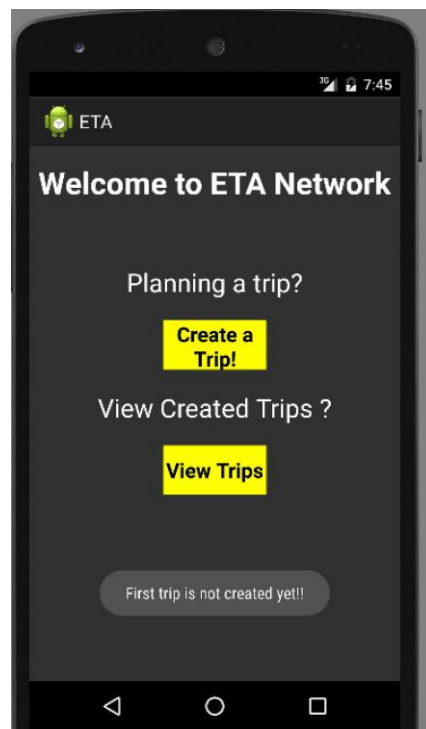 3G 7:45
ETA
Welcome to ETA Network
Planning a trip?
Create a
Trip!
View Created Trips ?
View Trips
First trip is not created yet!!